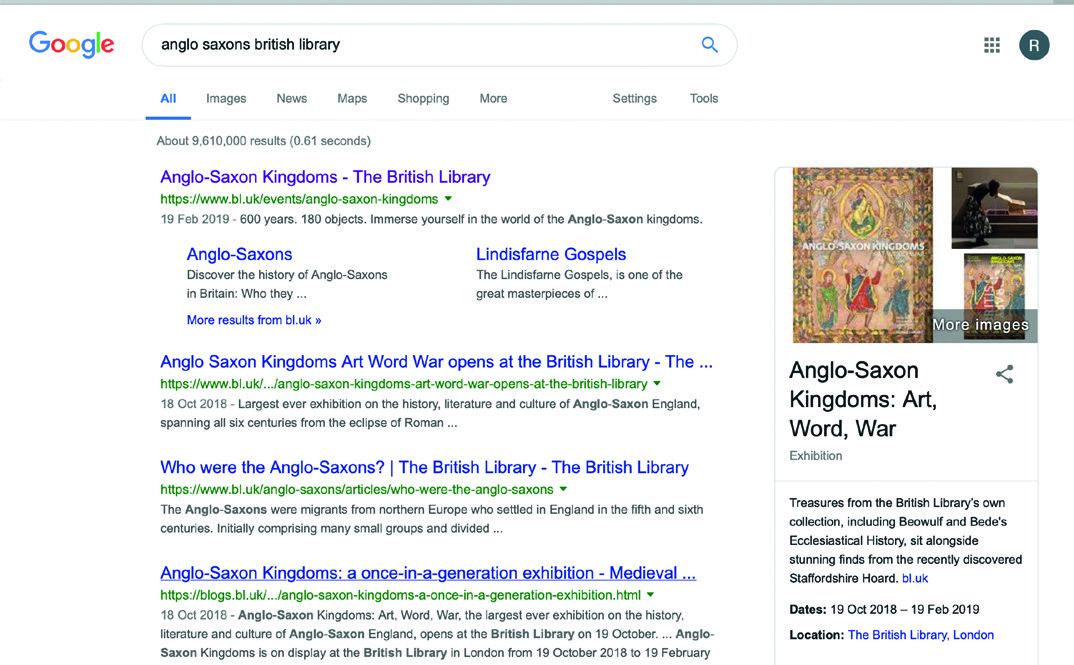 Google
anglo saxons british library
R
All Images News Maps Shopping More Settings Tools
About 9,610,000 results (0.61 seconds)
Anglo-Saxon Kingdoms - The British Library
https://www.bl.uk/events/anglo-saxon-kingdoms
19 Feb 2019 - 600 years. 180 objects. Immerse yourself in the world of the Anglo-Saxon kingdoms.
Anglo-Saxons
Discover the history of Anglo-Saxons
in Britain: Who they ...
Lindisfarne Gospels
The Lindisfarne Gospels, is one of the
great masterpieces of ...
More results from bl.uk »
Anglo Saxon Kingdoms Art Word War opens at the British Library - The ...
https://www.bl.uk/.../anglo-saxon-kingdoms-art-word-war-opens-at-the-british-library
18 Oct 2018 - Largest ever exhibition on the history, literature and culture of Anglo-Saxon England,
spanning all six centuries from the eclipse of Roman ...
Who were the Anglo-Saxons? | The British Library - The British Library
https://www.bl.uk/anglo-saxons/articles/who-were-the-anglo-saxons
The Anglo-Saxons were migrants from northern Europe who settled in England in the fifth and sixth
centuries. Initially comprising many small groups and divided ...
Anglo-Saxon Kingdoms: a once-in-a-generation exhibition - Medieval ...
https://blogs.bl.uk/.../anglo-saxon-kingdoms-a-once-in-a-generation-exhibition.html
18 Oct 2018 - Anglo-Saxon Kingdoms: Art, Word, War, the largest ever exhibition on the history,
literature and culture of Anglo-Saxon England, opens at the British Library on 19 October. ... Anglo-
Saxon Kingdoms is on display at the British Library in London from 19 October 2018 to 19 February
ANGLO-SAXON KINGDOMS
More images
Anglo-Saxon
Kingdoms: Art,
Word, War
Exhibition
Treasures from the British Library's own
collection, including Beowulf and Bede's
Ecclesiastical History, sit alongside
stunning finds from the recently discovered
Staffordshire Hoard. bl.uk
Dates: 19 Oct 2018 – 19 Feb 2019
Location: The British Library, London